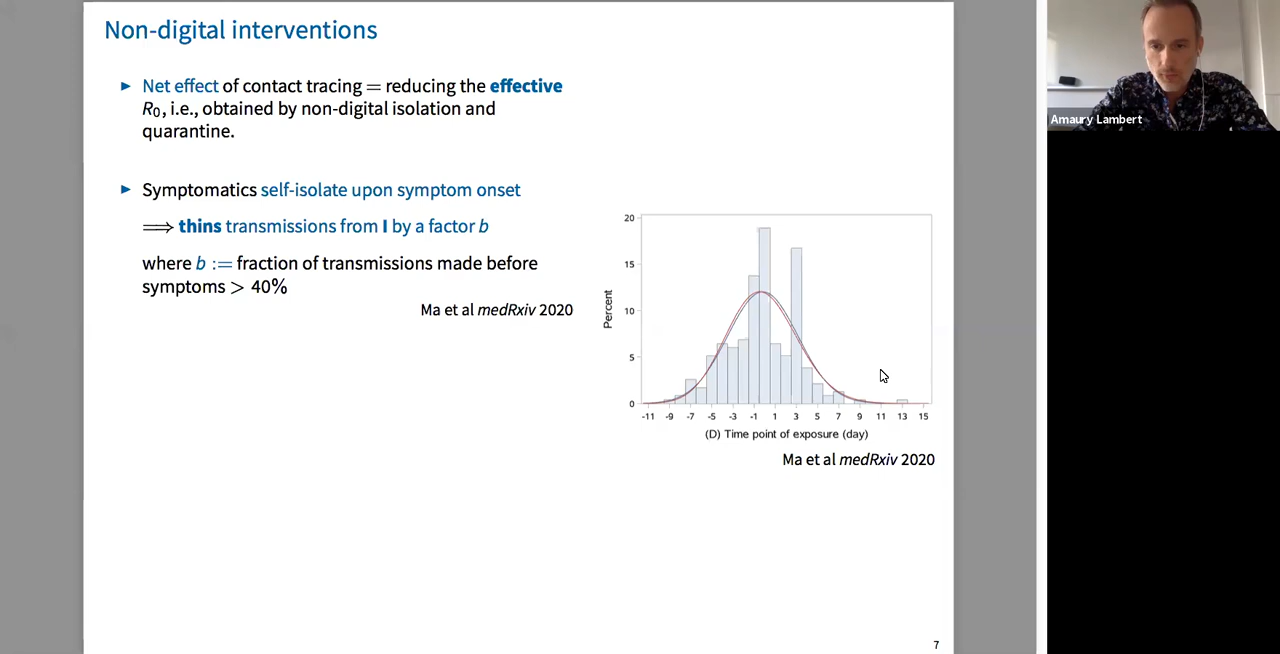 Non-digital interventions
► Net effect of contact tracing = reducing the effective
R0, i.e., obtained by non-digital isolation and
quarantine.
► Symptomatics self-isolate upon symptom onset
⟹ thins transmissions from I by a factor b
where b := fraction of transmissions made before
symptoms > 40%
Ma et al medRxiv 2020
20
15
10
5
0
Percent
-11 -9 -7 -5 -3 -1 1 3 5 7 9 11 13 15
(D) Time point of exposure (day)
Ma et al medRxiv 2020
7
Amaury Lambert